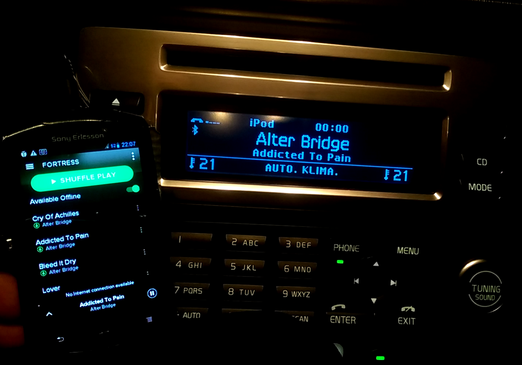 Sony Ericsson
22:07
FORTRESS
SHUFFLE PLAY
Available Offline
Cry Of Achilles
Alter Bridge
Addicted To Pain
Alter Bridge
Bleed It Dry
Alter Bridge
Lover
No Internet connection available
Addicted To Pain
Alter Bridge
iPod 00:00
Alter Bridge
Addicted To Pain
21 AUTO. KLIMA. 21
CD
MODE
1 2 ABC 3 DEF
4 GHI 5 JKL 6 MNO
7 PQRS 8 TUV 9 WXYZ
AUTO
PHONE MENU
ENTER EXIT
TUNING
SOUND